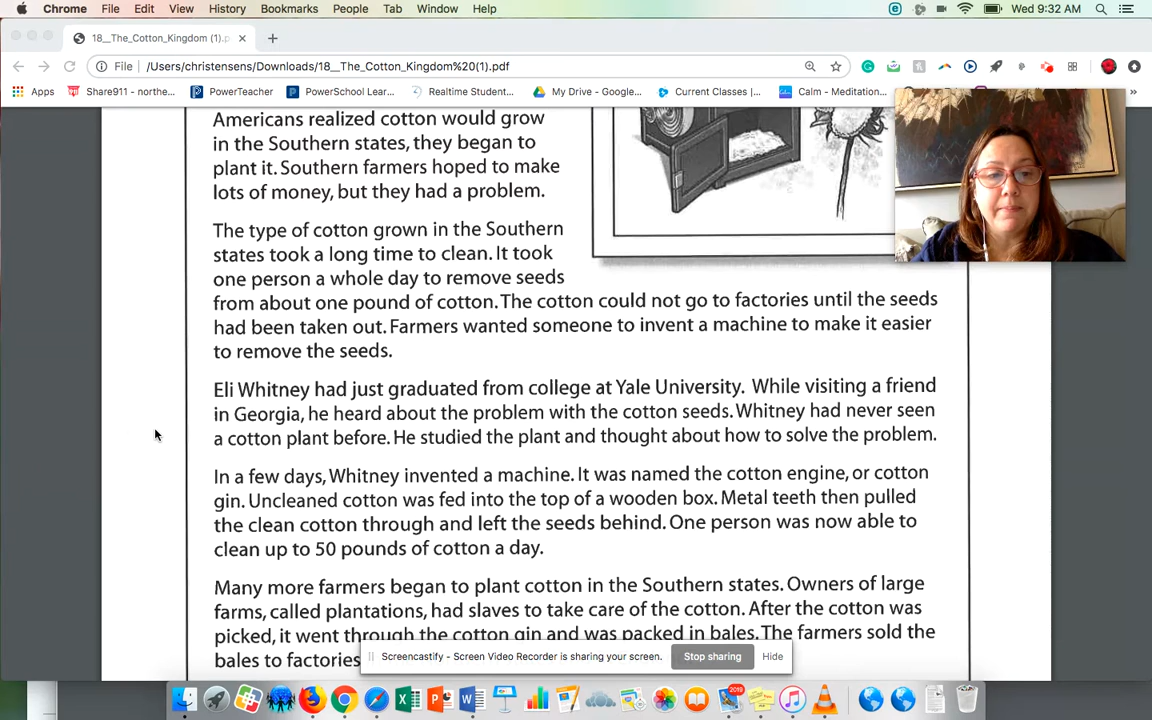 Chrome File Edit View History Bookmarks People Tab Window Help Wed 9:32 AM
18__The_Cotton_Kingdom (1).p
File /Users/christensens/Downloads/18__The_Cotton_Kingdom%20(1).pdf
Apps Share911 - northe... PowerTeacher PowerSchool Lear... Realtime Student... My Drive - Google... Current Classes |... Calm - Meditation... »
Americans realized cotton would grow
in the Southern states, they began to
plant it. Southern farmers hoped to make
lots of money, but they had a problem.
The type of cotton grown in the Southern
states took a long time to clean. It took
one person a whole day to remove seeds
from about one pound of cotton. The cotton could not go to factories until the seeds
had been taken out. Farmers wanted someone to invent a machine to make it easier
to remove the seeds.
Eli Whitney had just graduated from college at Yale University. While visiting a friend
in Georgia, he heard about the problem with the cotton seeds. Whitney had never seen
a cotton plant before. He studied the plant and thought about how to solve the problem.
In a few days, Whitney invented a machine. It was named the cotton engine, or cotton
gin. Uncleaned cotton was fed into the top of a wooden box. Metal teeth then pulled
the clean cotton through and left the seeds behind. One person was now able to
clean up to 50 pounds of cotton a day.
Many more farmers began to plant cotton in the Southern states. Owners of large
farms, called plantations, had slaves to take care of the cotton. After the cotton was
picked, it went through the cotton gin and was packed in bales. The farmers sold the
bales to factories
Screencastify - Screen Video Recorder is sharing your screen. Stop sharing Hide